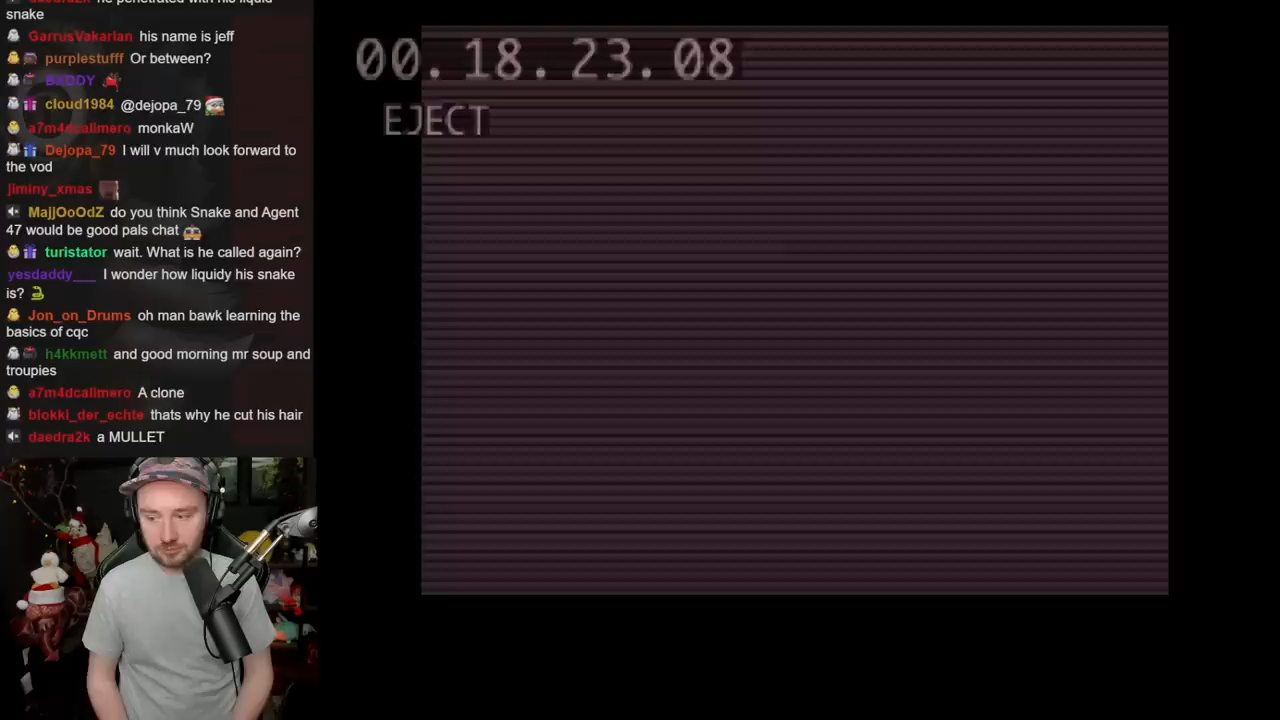 snake
GarrusVakarian his name is jeff
purplestufff Or between?
BXDDY
cloud1984 @dejopa_79
a7m4dcalimero monkaW
Dejopa_79 I will v much look forward to
the vod
jiminy_xmas
MajjOoOdZ do you think Snake and Agent
47 would be good pals chat
turistator wait. What is he called again?
yesdaddy___ I wonder how liquidy his snake
is?
Jon_on_Drums oh man bawk learning the
basics of cqc
h4kkmett and good morning mr soup and
troupies
a7m4dcalimero A clone
blokki_der_echte thats why he cut his hair
daedra2k a MULLET
00.18.23.08
EJECT